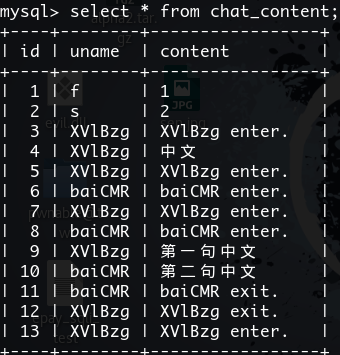 mysql> select * from chat_content;
+----+--------+-----------------+
| id | uname | content |
+----+--------+-----------------+
| 1 | f | 1 |
| 2 | s | 2 |
| 3 | XVlBzg | XVlBzg enter. |
| 4 | XVlBzg | 中文 |
| 5 | XVlBzg | XVlBzg enter. |
| 6 | baiCMR | baiCMR enter. |
| 7 | XVlBzg | XVlBzg enter. |
| 8 | baiCMR | baiCMR enter. |
| 9 | XVlBzg | 第一句中文 |
| 10 | baiCMR | 第二句中文 |
| 11 | baiCMR | baiCMR exit. |
| 12 | XVlBzg | XVlBzg exit. |
| 13 | XVlBzg | XVlBzg enter. |
+----+--------+-----------------+